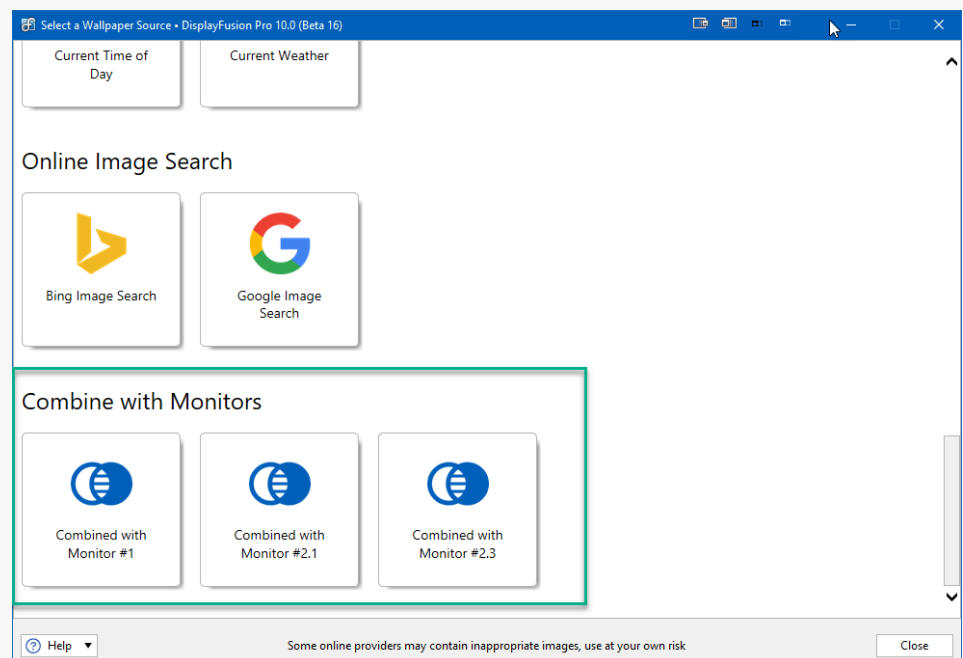 Select a Wallpaper Source • DisplayFusion Pro 10.0 (Beta 16)
Current Time of
Day
Current Weather
Online Image Search
Bing Image Search
Google Image
Search
Combine with Monitors
Combined with
Monitor #1
Combined with
Monitor #2.1
Combined with
Monitor #2.3
Help
Some online providers may contain inappropriate images, use at your own risk
Close